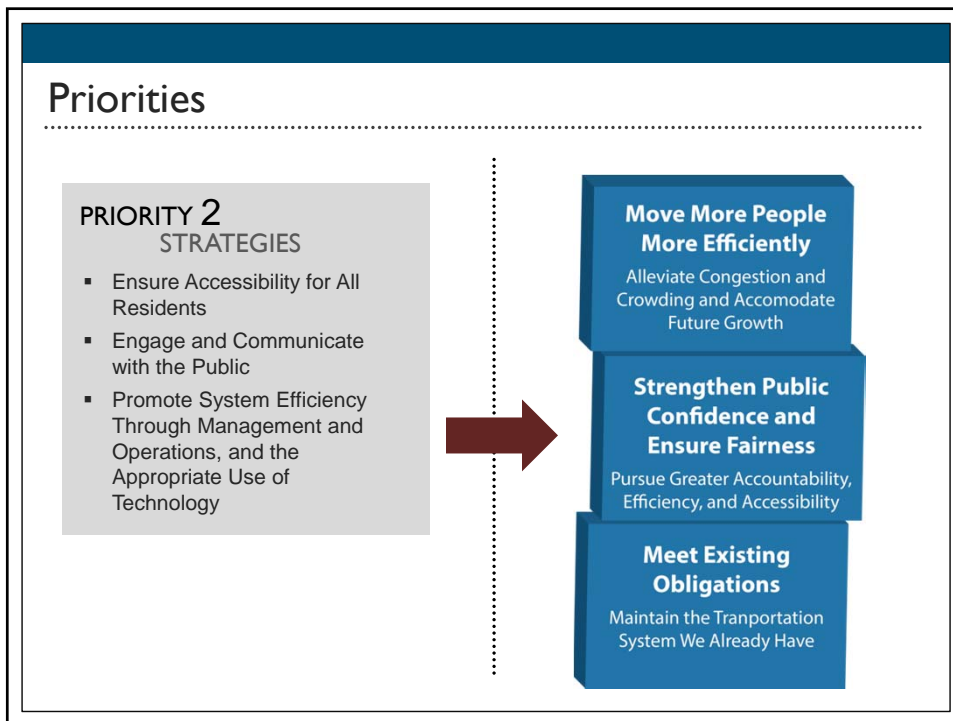 Priorities
PRIORITY 2
STRATEGIES
▪ Ensure Accessibility for All
Residents
▪ Engage and Communicate
with the Public
▪ Promote System Efficiency
Through Management and
Operations, and the
Appropriate Use of
Technology
Move More People
More Efficiently
Alleviate Congestion and
Crowding and Accomodate
Future Growth
Strengthen Public
Confidence and
Ensure Fairness
Pursue Greater Accountability,
Efficiency, and Accessibility
Meet Existing
Obligations
Maintain the Tranportation
System We Already Have